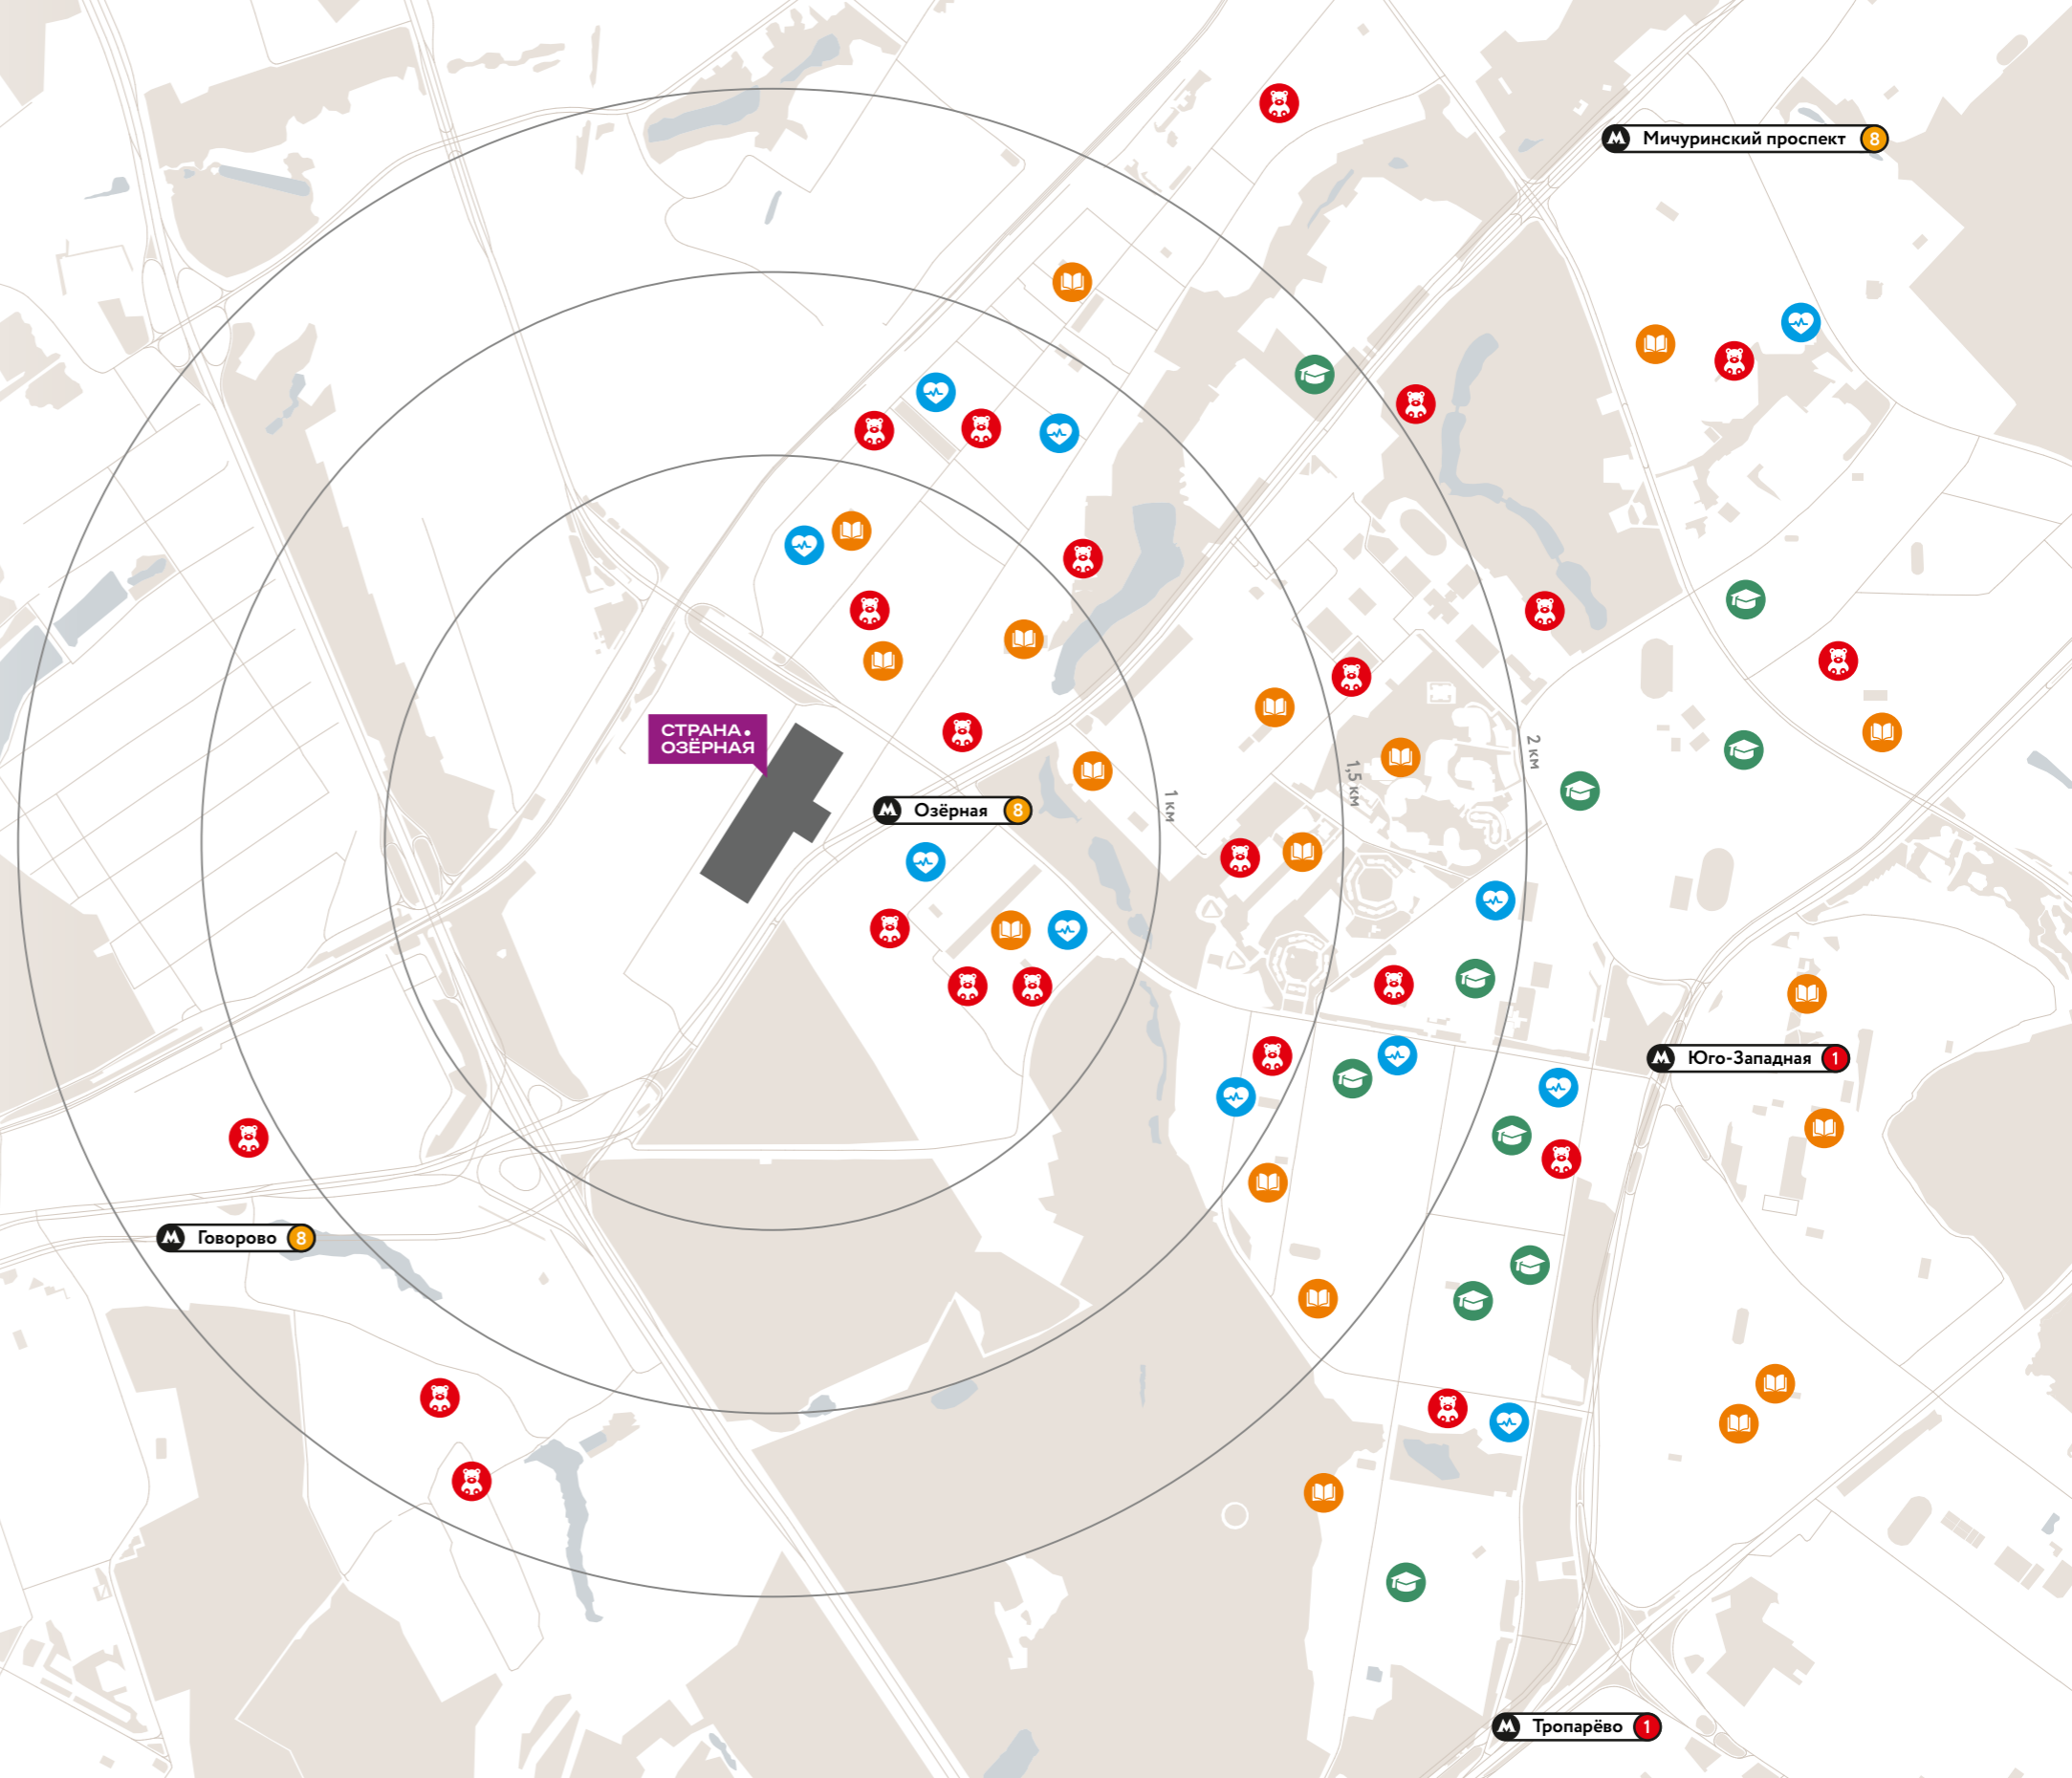 Мичуринский проспект 8
СТРАНА.
ОЗЁРНАЯ
2 км
1,5 км
1 км
Озёрная 8
Юго-Западная 1
Говорово 8
Тропарёво 1